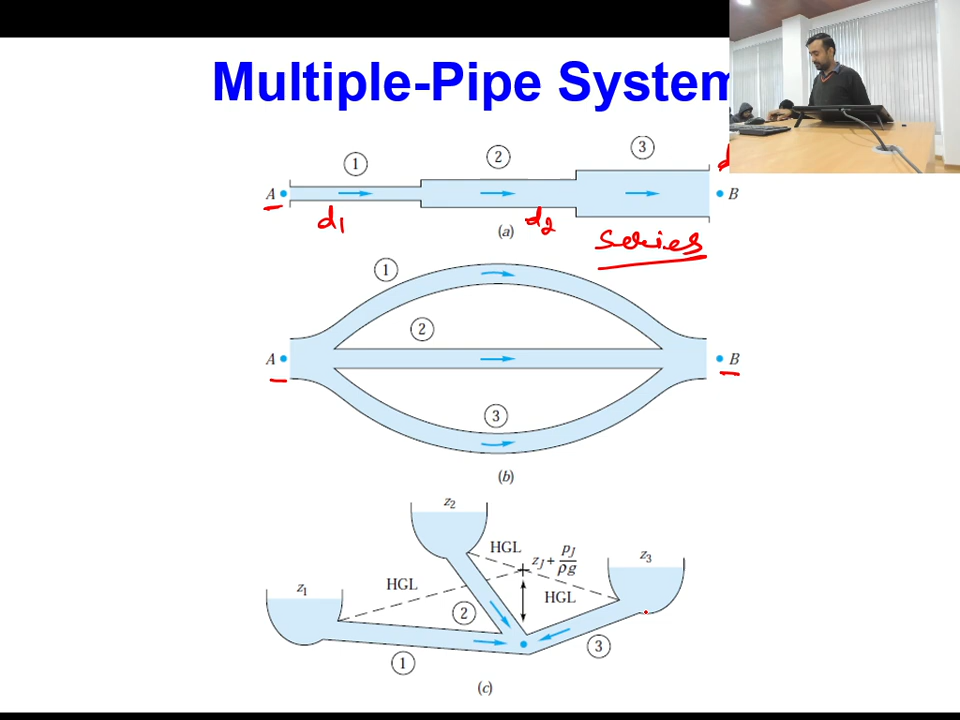 Multiple-Pipe System
① ② ③
A B
d1 d2 d
(a)
series
①
②
A B
③
(b)
z2
HGL zJ + pJ/ρg z3
z1 HGL HGL
②
① ③
(c)